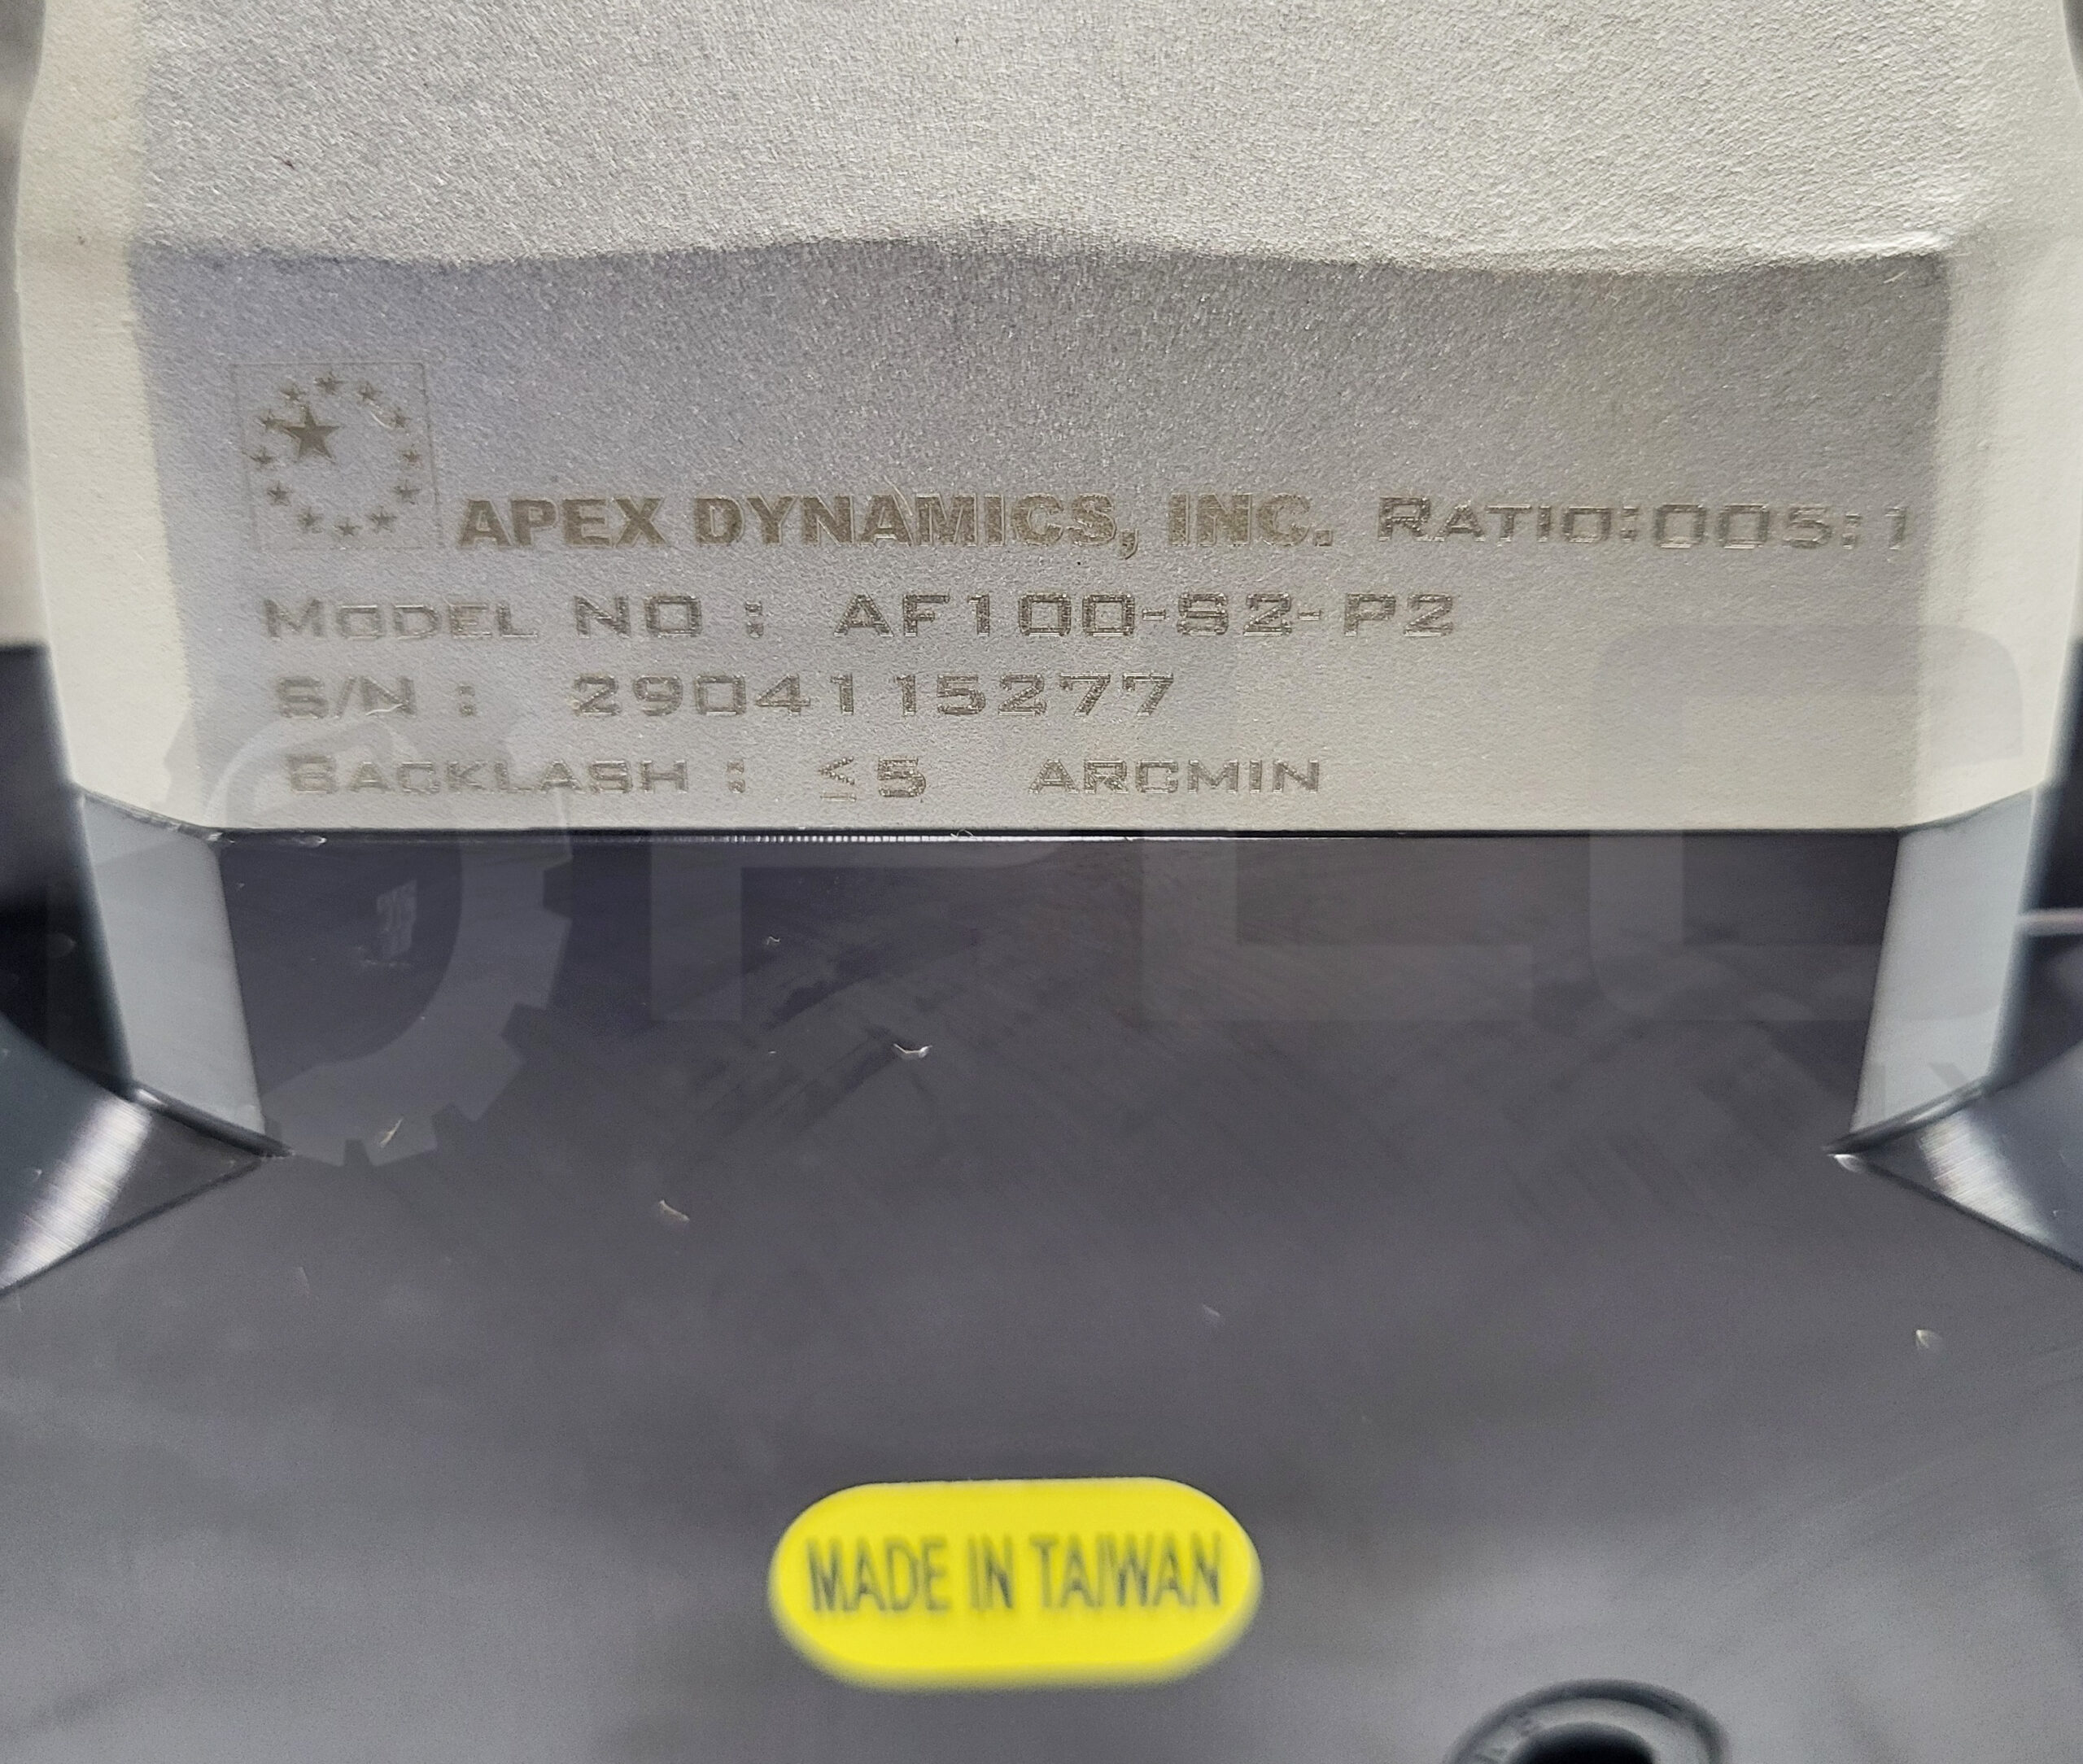 APEX DYNAMICS, INC. RATIO:005:1
MODEL NO : AF100-S2-P2
S/N : 2904115277
BACKLASH : ≤5 ARCMIN
MADE IN TAIWAN